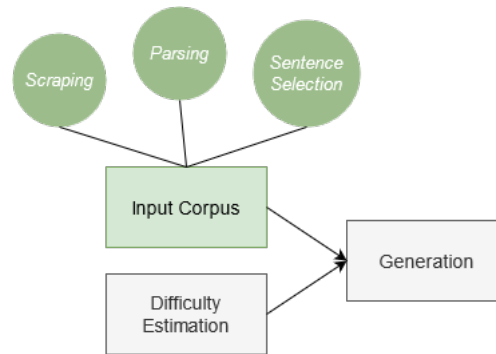 Scraping
Parsing
Sentence
Selection
Input Corpus
Difficulty
Estimation
Generation